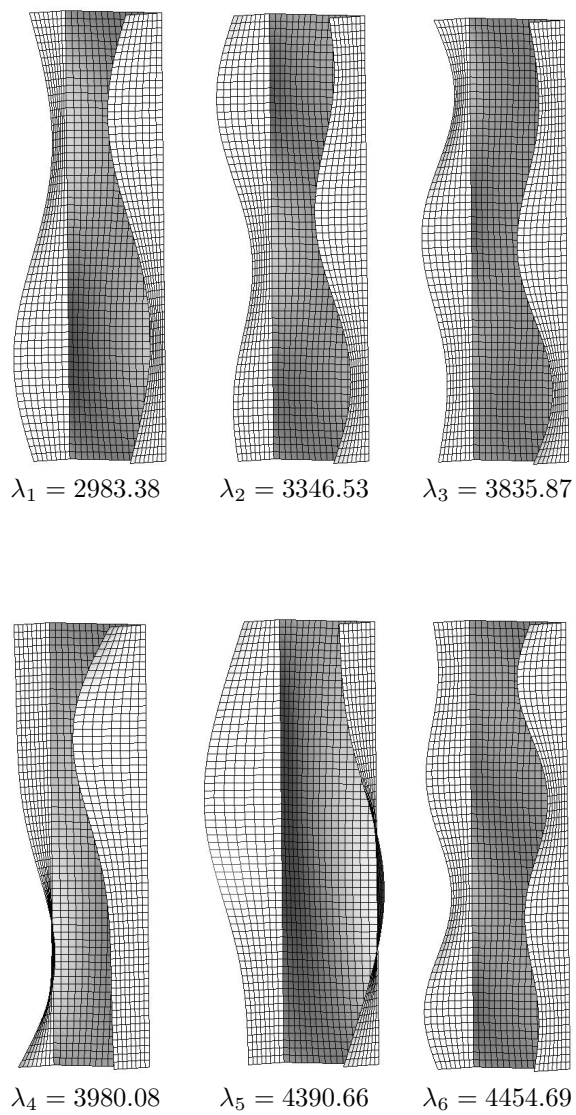 λ₁ = 2983.38 λ₂ = 3346.53 λ₃ = 3835.87
λ₄ = 3980.08 λ₅ = 4390.66 λ₆ = 4454.69